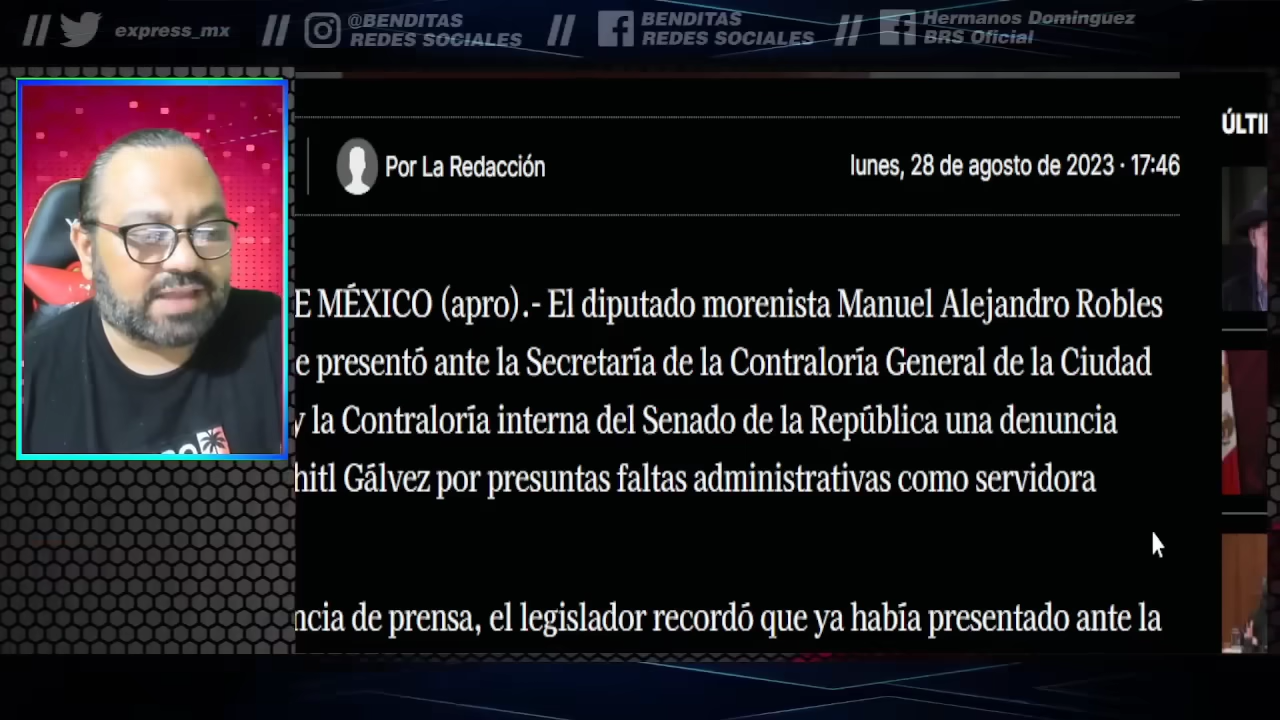 // express_mx // @BENDITAS REDES SOCIALES // BENDITAS REDES SOCIALES // Hermanos Dominguez BRS Oficial
ÚLTI
Por La Redacción
lunes, 28 de agosto de 2023 · 17:46
E MÉXICO (apro).- El diputado morenista Manuel Alejandro Robles
e presentó ante la Secretaría de la Contraloría General de la Ciudad
y la Contraloría interna del Senado de la República una denuncia
hitl Gálvez por presuntas faltas administrativas como servidora
ncia de prensa, el legislador recordó que ya había presentado ante la